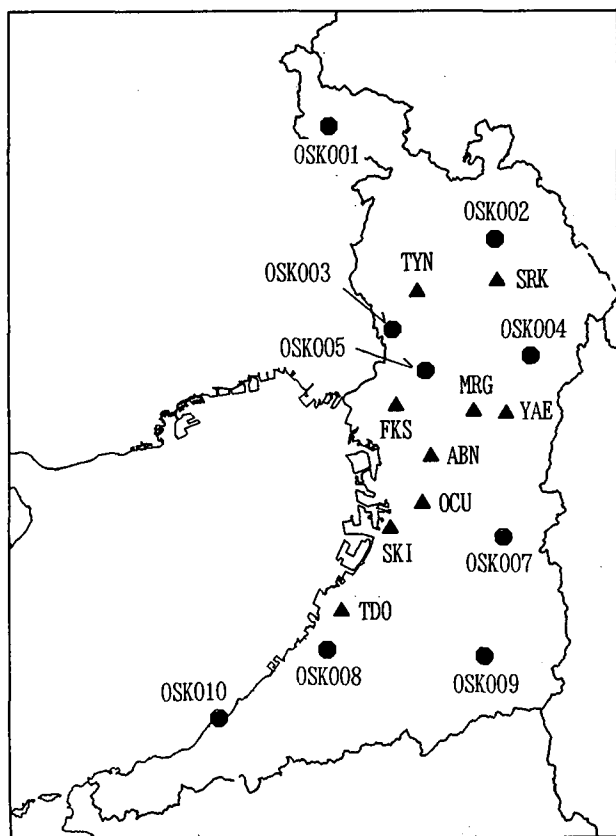 OSK001
OSK002
OSK003
TYN
SRK
OSK005
OSK004
MRG
YAE
FKS
ABN
OCU
SKI
OSK007
TDO
OSK008
OSK009
OSK010